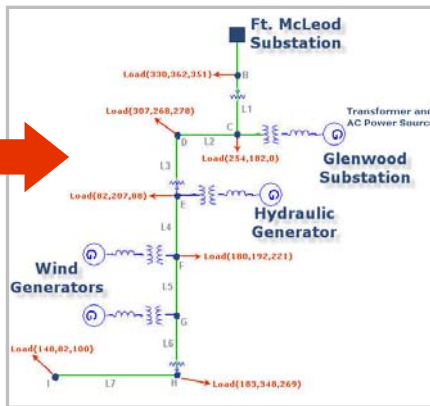 Ft. McLeod
Substation
B
Load(330,362,351)
L1
Load(307,268,270)
Transformer and
AC Power Source
D
L2
C
G
Load(254,182,0)
Glenwood
Substation
L3
Load(82,207,88)
E
G
Hydraulic
Generator
L4
G
F
Load(180,192,221)
Wind
Generators
L5
G
G
L6
Load(148,82,100)
I
L7
H
Load(183,348,269)